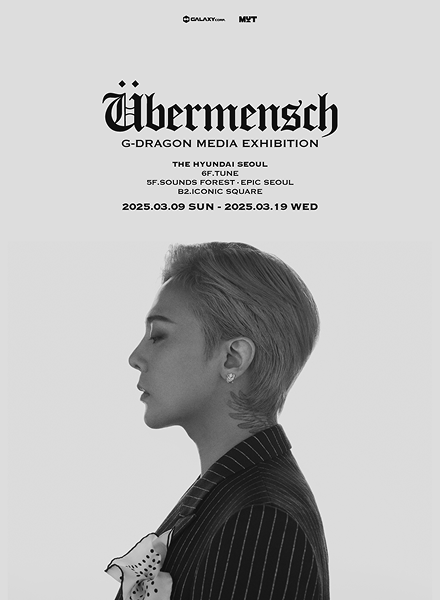 GALAXY CORP.
MYT
Übermensch
G-DRAGON MEDIA EXHIBITION
THE HYUNDAI SEOUL
6F.TUNE
5F.SOUNDS FOREST · EPIC SEOUL
B2.ICONIC SQUARE
2025.03.09 SUN - 2025.03.19 WED